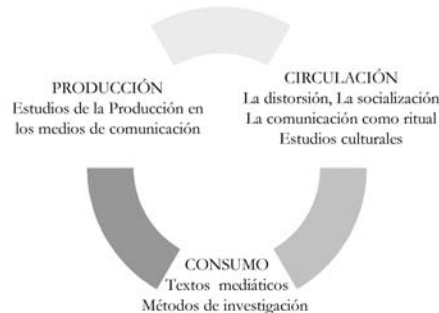 PRODUCCIÓN
Estudios de la Producción en
los medios de comunicación
CIRCULACIÓN
La distorsión, La socialización
La comunicación como ritual
Estudios culturales
CONSUMO
Textos mediáticos
Métodos de investigación